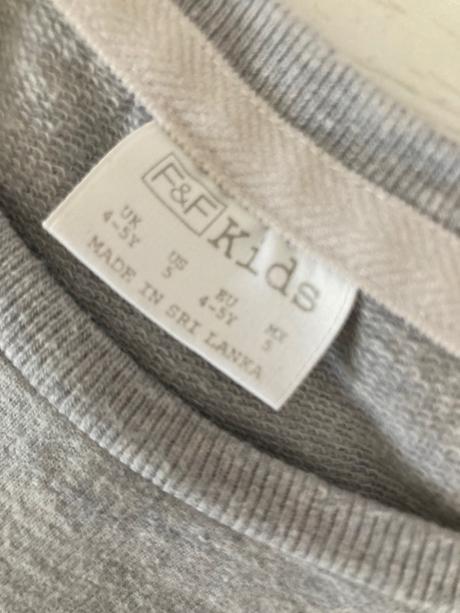 F&F Kids
UK US EU MX
4-5Y 5 4-5Y 5
MADE IN SRI LANKA